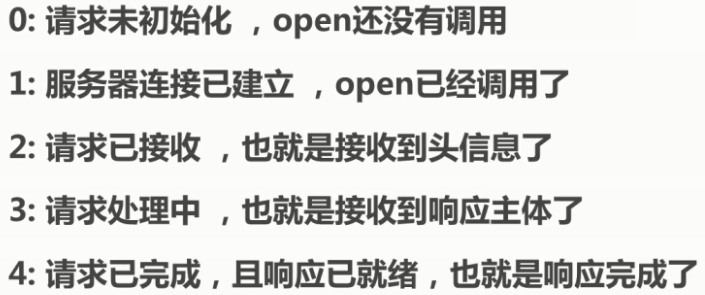 0: 请求未初始化 ，open还没有调用
1: 服务器连接已建立 ，open已经调用了
2: 请求已接收 ，也就是接收到头信息了
3: 请求处理中 ，也就是接收到响应主体了
4: 请求已完成，且响应已就绪，也就是响应完成了